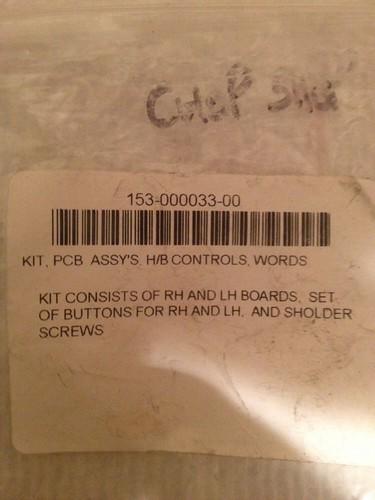 153-000033-00
KIT, PCB ASSY'S, H/B CONTROLS, WORDS
KIT CONSISTS OF RH AND LH BOARDS, SET
OF BUTTONS FOR RH AND LH, AND SHOLDER
SCREWS